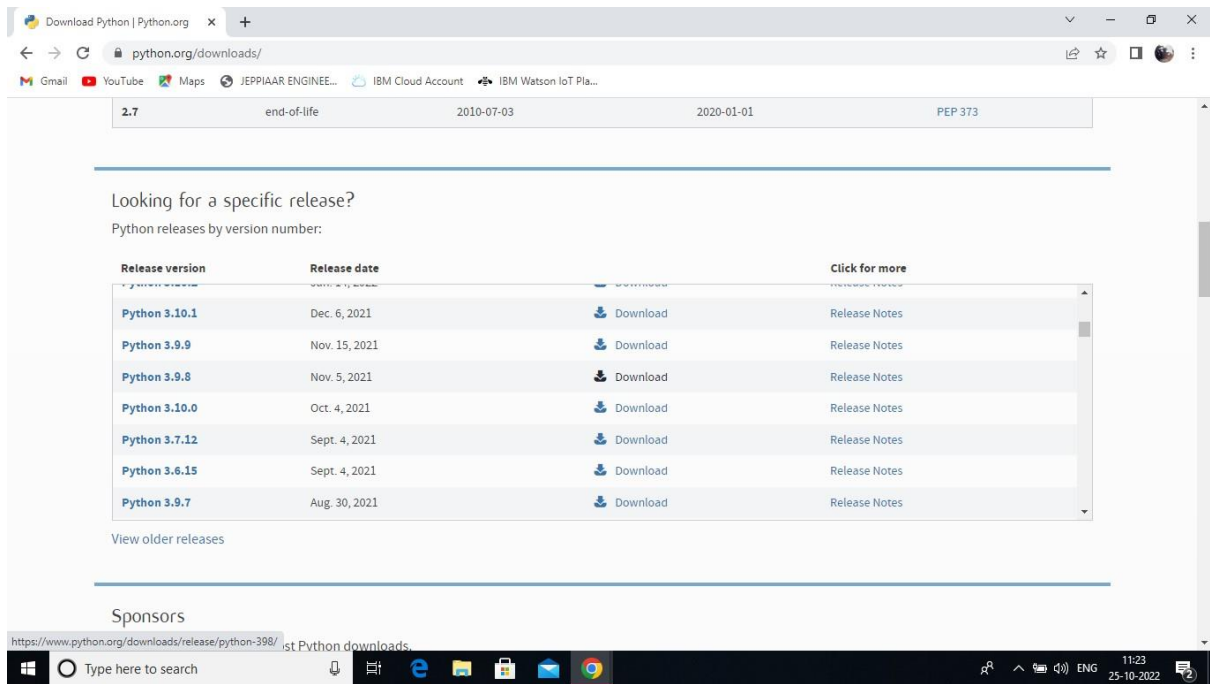 Download Python | Python.org
python.org/downloads/
Gmail YouTube Maps JEPPIAAR ENGINEE... IBM Cloud Account IBM Watson IoT Pla...
2.7 end-of-life 2010-07-03 2020-01-01 PEP 373
Looking for a specific release?
Python releases by version number:
Release version Release date Click for more
Python 3.10.1 Dec. 6, 2021 Download Release Notes
Python 3.9.9 Nov. 15, 2021 Download Release Notes
Python 3.9.8 Nov. 5, 2021 Download Release Notes
Python 3.10.0 Oct. 4, 2021 Download Release Notes
Python 3.7.12 Sept. 4, 2021 Download Release Notes
Python 3.6.15 Sept. 4, 2021 Download Release Notes
Python 3.9.7 Aug. 30, 2021 Download Release Notes
View older releases
Sponsors
https://www.python.org/downloads/release/python-398/ Python downloads.
Type here to search ENG 11:23
25-10-2022 2